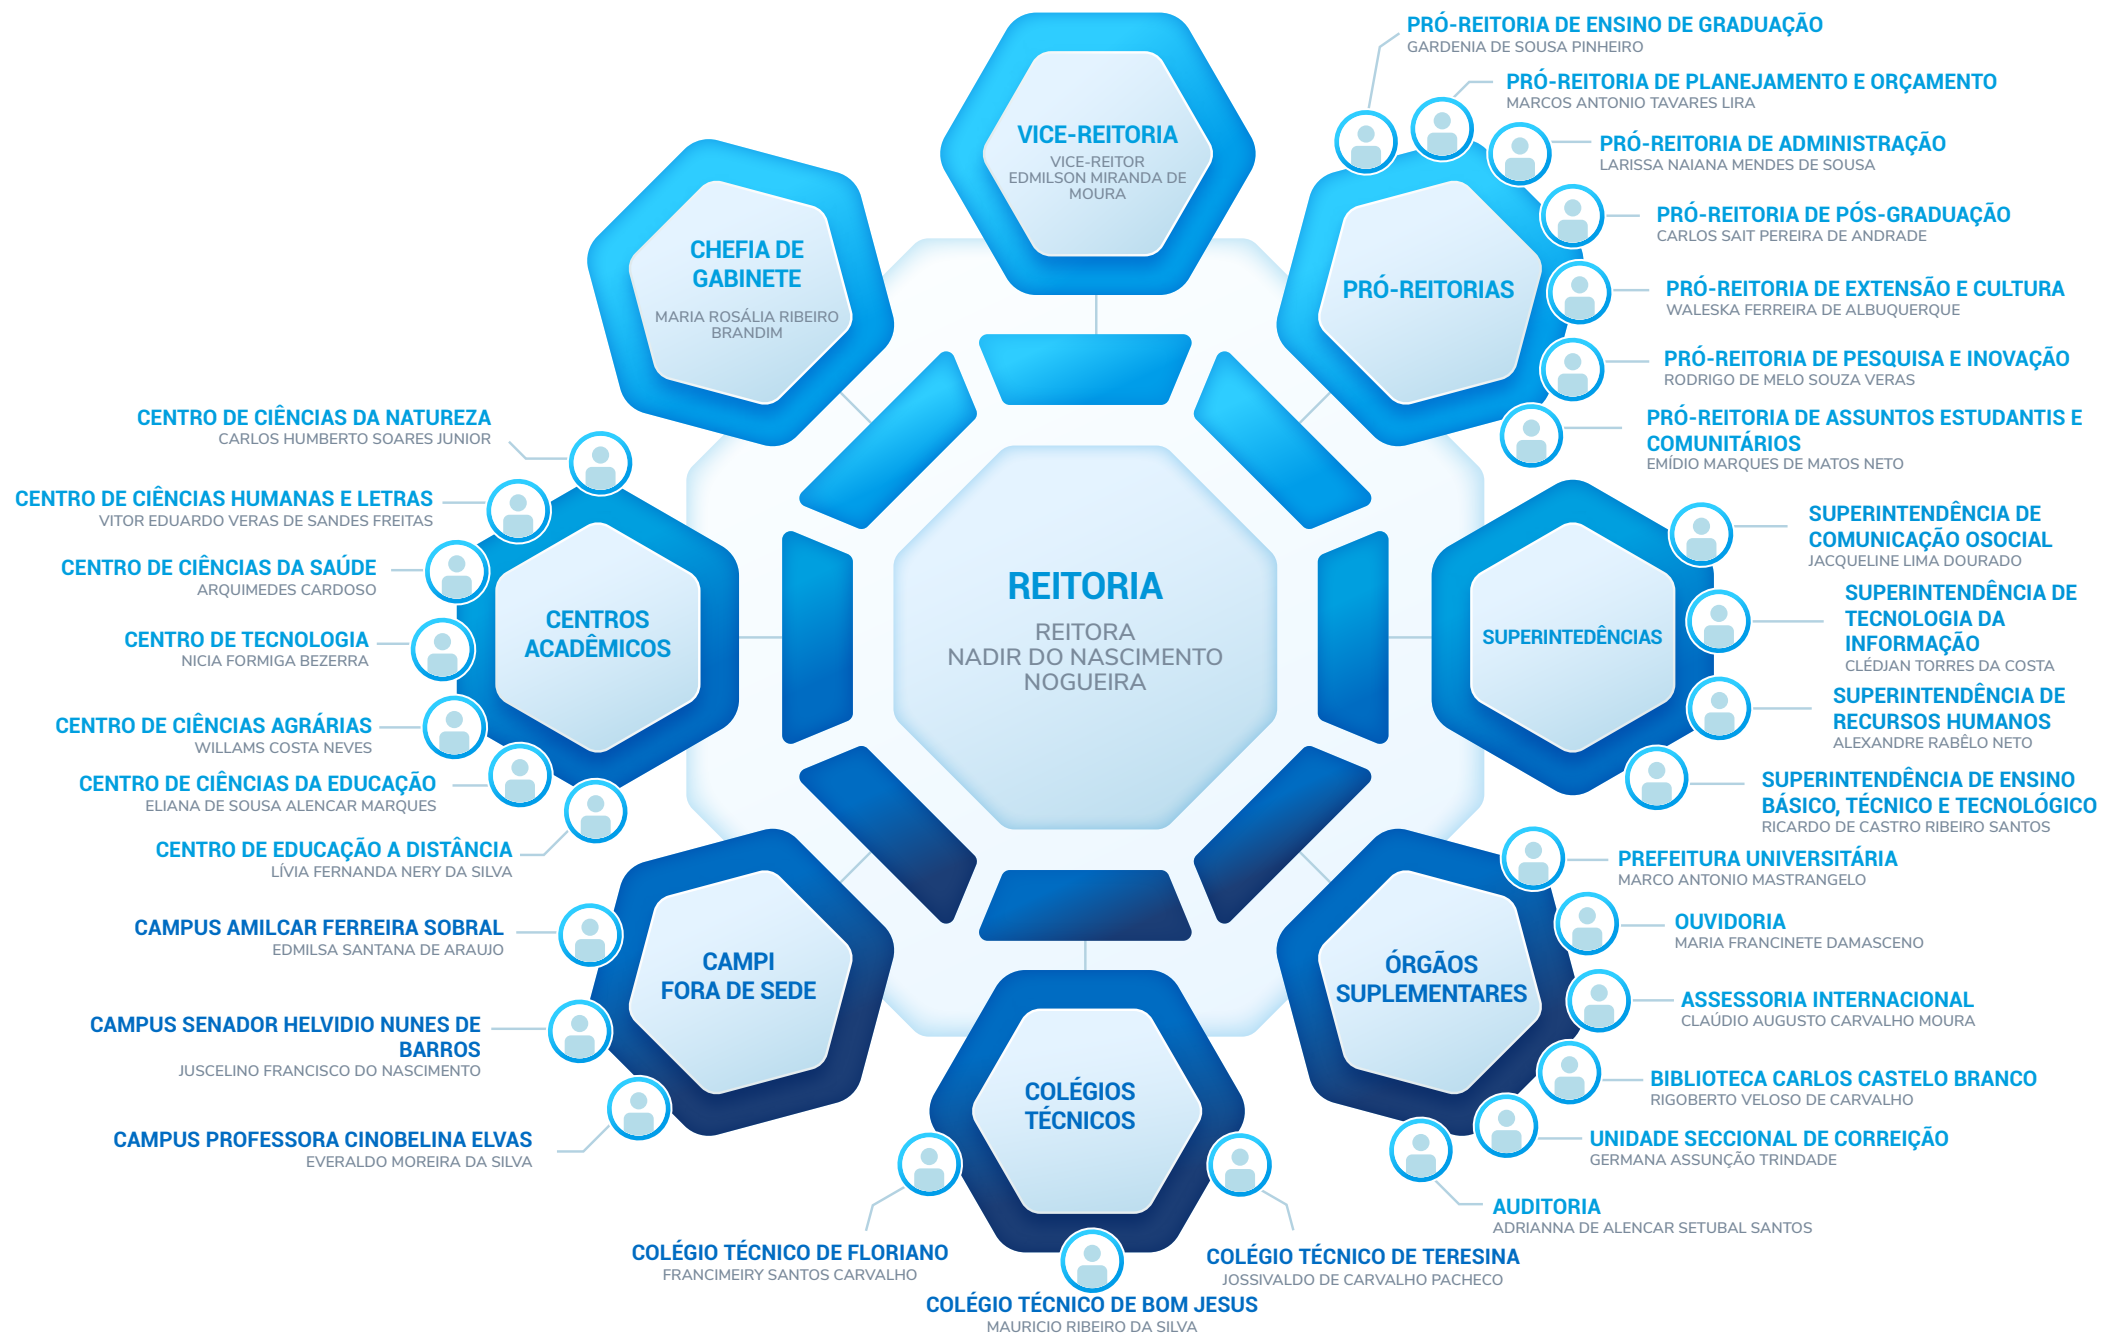 VICE-REITORIA
VICE-REITOR
EDMILSON MIRANDA DE
MOURA
CHEFIA DE
GABINETE
MARIA ROSÁLIA RIBEIRO
BRANDIM
PRÓ-REITORIAS
PRÓ-REITORIA DE ENSINO DE GRADUAÇÃO
GARDENIA DE SOUSA PINHEIRO
PRÓ-REITORIA DE PLANEJAMENTO E ORÇAMENTO
MARCOS ANTONIO TAVARES LIRA
PRÓ-REITORIA DE ADMINISTRAÇÃO
LARISSA NAIANA MENDES DE SOUSA
PRÓ-REITORIA DE PÓS-GRADUAÇÃO
CARLOS SAIT PEREIRA DE ANDRADE
PRÓ-REITORIA DE EXTENSÃO E CULTURA
WALESKA FERREIRA DE ALBUQUERQUE
PRÓ-REITORIA DE PESQUISA E INOVAÇÃO
RODRIGO DE MELO SOUZA VERAS
PRÓ-REITORIA DE ASSUNTOS ESTUDANTIS E
COMUNITÁRIOS
EMÍDIO MARQUES DE MATOS NETO
CENTRO DE CIÊNCIAS DA NATUREZA
CARLOS HUMBERTO SOARES JUNIOR
CENTRO DE CIÊNCIAS HUMANAS E LETRAS
VITOR EDUARDO VERAS DE SANDES FREITAS
CENTRO DE CIÊNCIAS DA SAÚDE
ARQUIMEDES CARDOSO
CENTRO DE TECNOLOGIA
NICIA FORMIGA BEZERRA
CENTRO DE CIÊNCIAS AGRÁRIAS
WILLAMS COSTA NEVES
CENTRO DE CIÊNCIAS DA EDUCAÇÃO
ELIANA DE SOUSA ALENCAR MARQUES
CENTRO DE EDUCAÇÃO A DISTÂNCIA
LÍVIA FERNANDA NERY DA SILVA
CENTROS
ACADÊMICOS
REITORIA
REITORA
NADIR DO NASCIMENTO
NOGUEIRA
SUPERINTEDÊNCIAS
SUPERINTENDÊNCIA DE
COMUNICAÇÃO OSOCIAL
JACQUELINE LIMA DOURADO
SUPERINTENDÊNCIA DE
TECNOLOGIA DA
INFORMAÇÃO
CLÉDJAN TORRES DA COSTA
SUPERINTENDÊNCIA DE
RECURSOS HUMANOS
ALEXANDRE RABÊLO NETO
SUPERINTENDÊNCIA DE ENSINO
BÁSICO, TÉCNICO E TECNOLÓGICO
RICARDO DE CASTRO RIBEIRO SANTOS
CAMPUS AMILCAR FERREIRA SOBRAL
EDMILSA SANTANA DE ARAUJO
CAMPUS SENADOR HELVIDIO NUNES DE
BARROS
JUSCELINO FRANCISCO DO NASCIMENTO
CAMPUS PROFESSORA CINOBELINA ELVAS
EVERALDO MOREIRA DA SILVA
CAMPI
FORA DE SEDE
ÓRGÃOS
SUPLEMENTARES
PREFEITURA UNIVERSITÁRIA
MARCO ANTONIO MASTRANGELO
OUVIDORIA
MARIA FRANCINETE DAMASCENO
ASSESSORIA INTERNACIONAL
CLAÚDIO AUGUSTO CARVALHO MOURA
BIBLIOTECA CARLOS CASTELO BRANCO
RIGOBERTO VELOSO DE CARVALHO
UNIDADE SECCIONAL DE CORREIÇÃO
GERMANA ASSUNÇÃO TRINDADE
AUDITORIA
ADRIANNA DE ALENCAR SETUBAL SANTOS
COLÉGIOS
TÉCNICOS
COLÉGIO TÉCNICO DE FLORIANO
FRANCIMEIRY SANTOS CARVALHO
COLÉGIO TÉCNICO DE TERESINA
JOSSIVALDO DE CARVALHO PACHECO
COLÉGIO TÉCNICO DE BOM JESUS
MAURICIO RIBEIRO DA SILVA